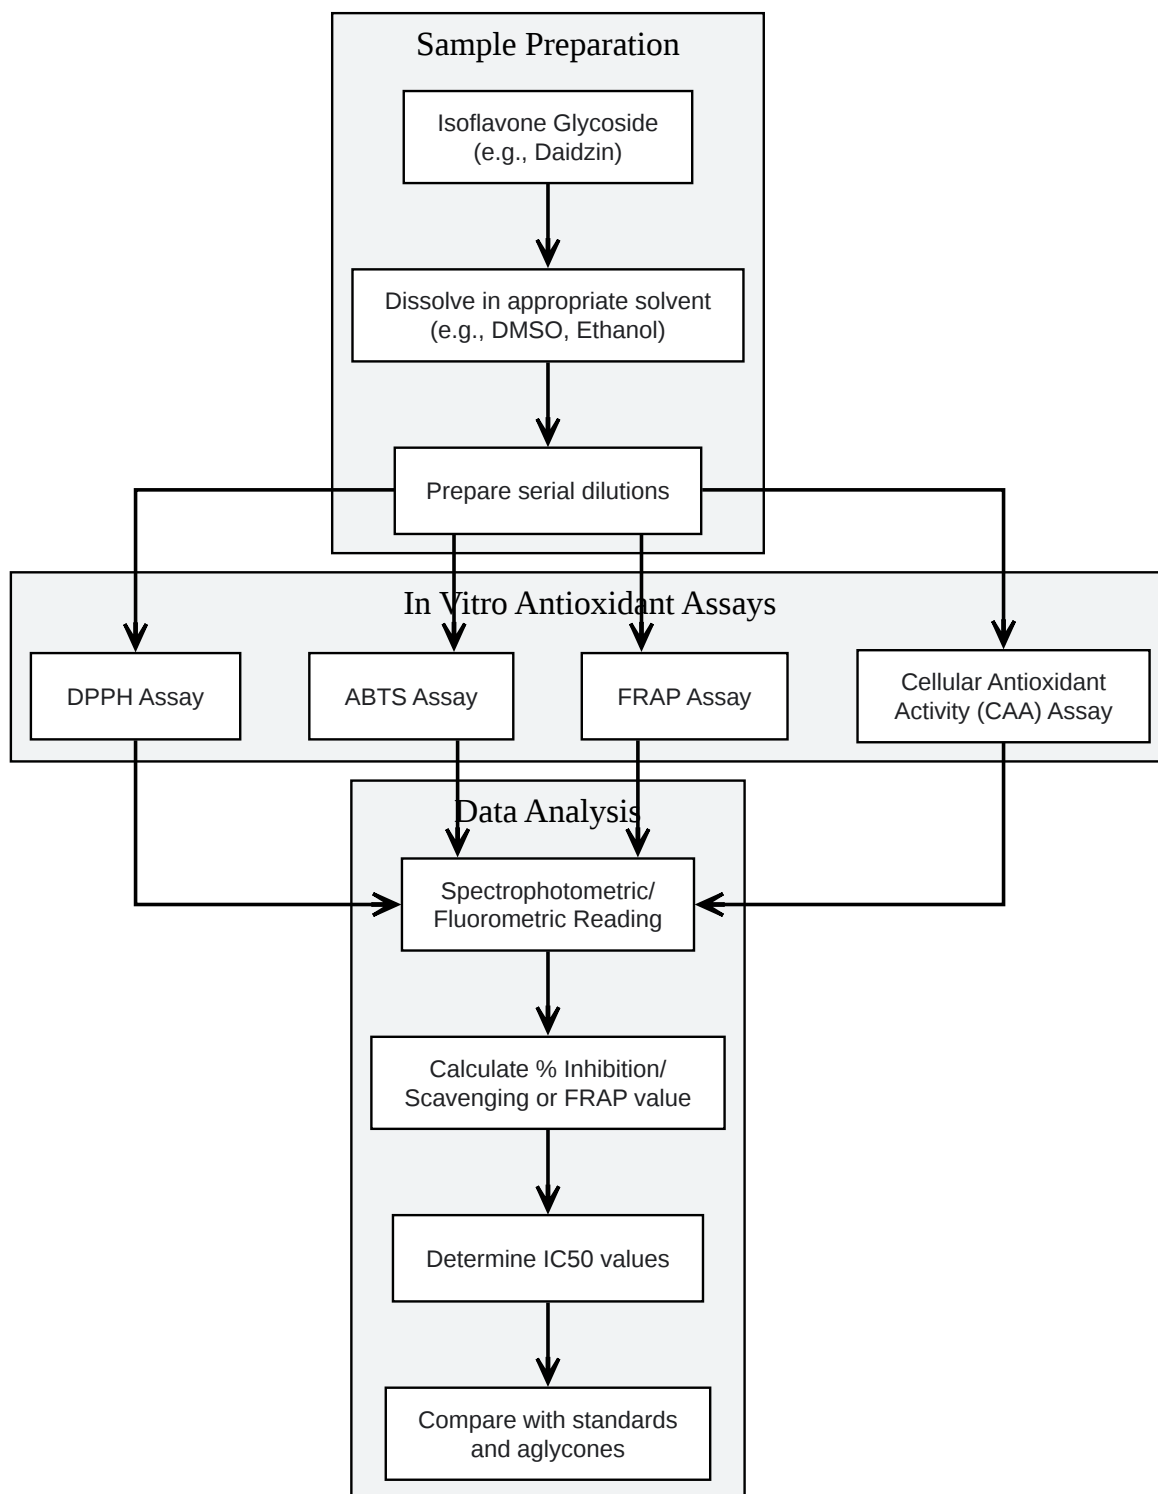 Sample Preparation
Isoflavone Glycoside
(e.g., Daidzin)
Dissolve in appropriate solvent
(e.g., DMSO, Ethanol)
Prepare serial dilutions
In Vitro Antioxidant Assays
DPPH Assay
ABTS Assay
FRAP Assay
Cellular Antioxidant
Activity (CAA) Assay
Data Analysis
Spectrophotometric/
Fluorometric Reading
Calculate % Inhibition/
Scavenging or FRAP value
Determine IC50 values
Compare with standards
and aglycones